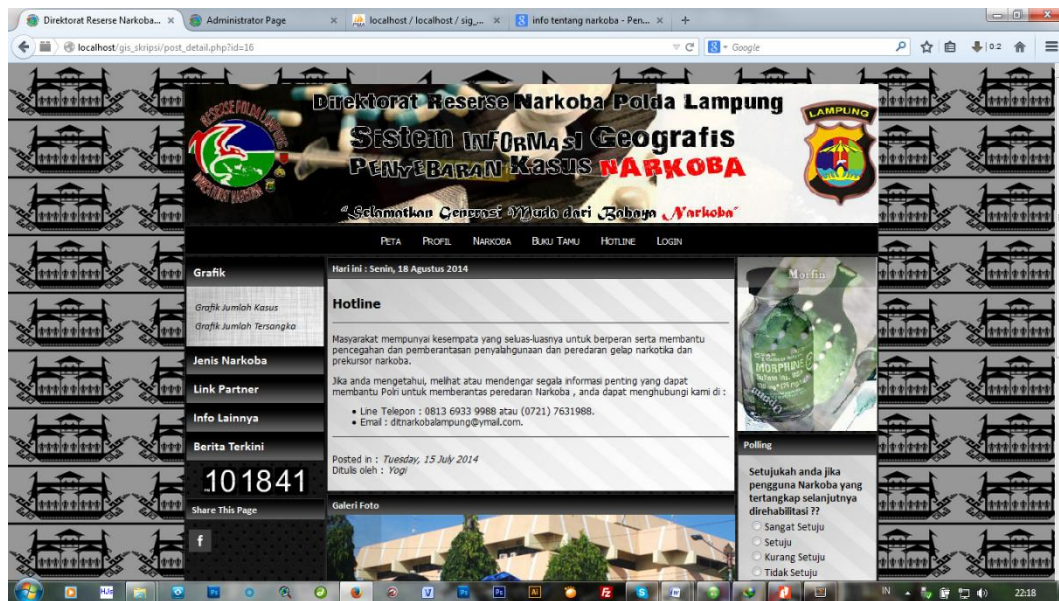 Direktorat Reserse Narkoba...
Administrator Page
localhost / localhost / sig_...
info tentang narkoba - Pen...
localhost/gis_skripsi/post_detail.php?id=16
Google
0.2
Direktorat Reserse Narkoba Polda Lampung
Sistem Informasi Geografis
Penyebaran Kasus NARKOBA
"Selamatkan Generasi Muda dari Bahaya Narkoba"
LAMPUNG
Peta Profil Narkoba Buku Tamu Hotline Login
Grafik
Grafik Jumlah Kasus
Grafik Jumlah Tersangka
Jenis Narkoba
Link Partner
Info Lainnya
Berita Terkini
101841
Share This Page
f
Hari ini : Senin, 18 Agustus 2014
Hotline
Masyarakat mempunyai kesempata yang seluas-luasnya untuk berperan serta membantu
pencegahan dan pemberantasan penyalahgunaan dan peredaran gelap narkotika dan
prekursor narkoba.
Jika anda mengetahui, melihat atau mendengar segala informasi penting yang dapat
membantu Polri untuk memberantas peredaran Narkoba , anda dapat menghubungi kami di :
• Line Telepon : 0813 6933 9988 atau (0721) 7631988.
• Email : ditnarkobalampung@ymail.com.
Posted in : Tuesday, 15 July 2014
Ditulis oleh : Yogi
Galeri Foto
Morfin
MORPHINE
Polling
Setujukah anda jika
pengguna Narkoba yang
tertangkap selanjutnya
direhabilitasi ??
Sangat Setuju
Setuju
Kurang Setuju
Tidak Setuju
IN
22:18